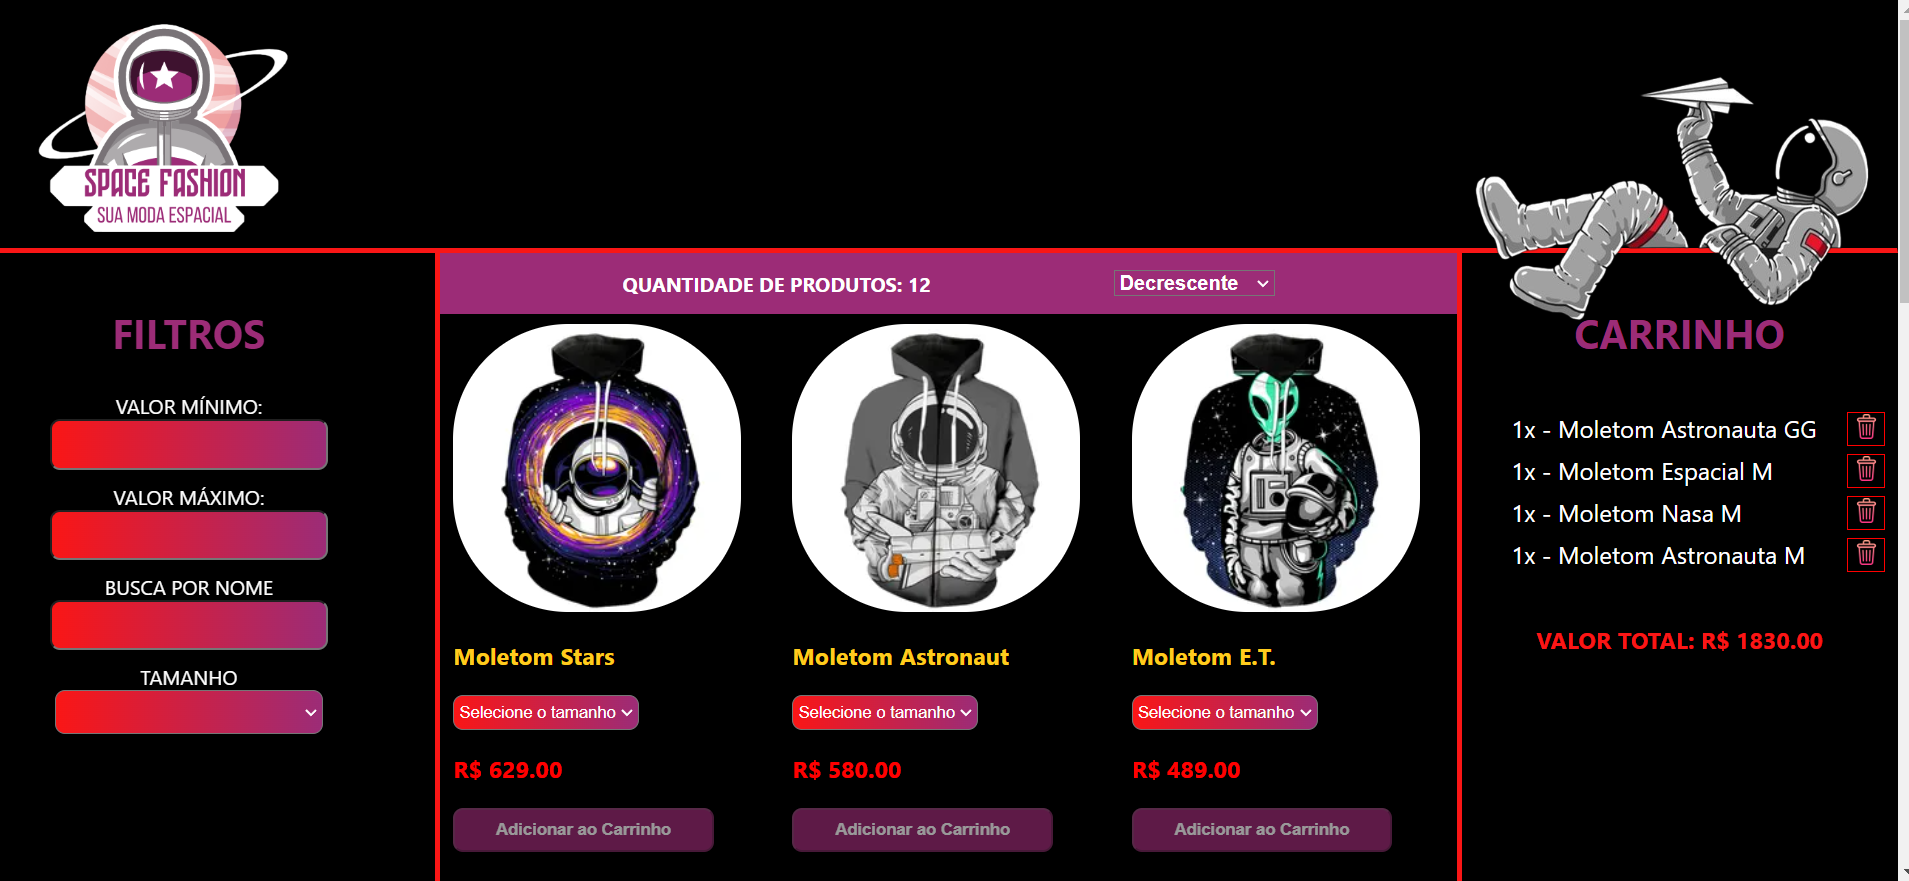 SPACE FASHION
SUA MODA ESPACIAL
FILTROS
VALOR MÍNIMO:
VALOR MÁXIMO:
BUSCA POR NOME
TAMANHO
QUANTIDADE DE PRODUTOS: 12
Decrescente
Moletom Stars
Selecione o tamanho
R$ 629.00
Adicionar ao Carrinho
Moletom Astronaut
Selecione o tamanho
R$ 580.00
Adicionar ao Carrinho
Moletom E.T.
Selecione o tamanho
R$ 489.00
Adicionar ao Carrinho
CARRINHO
1x - Moletom Astronauta GG
1x - Moletom Espacial M
1x - Moletom Nasa M
1x - Moletom Astronauta M
VALOR TOTAL: R$ 1830.00